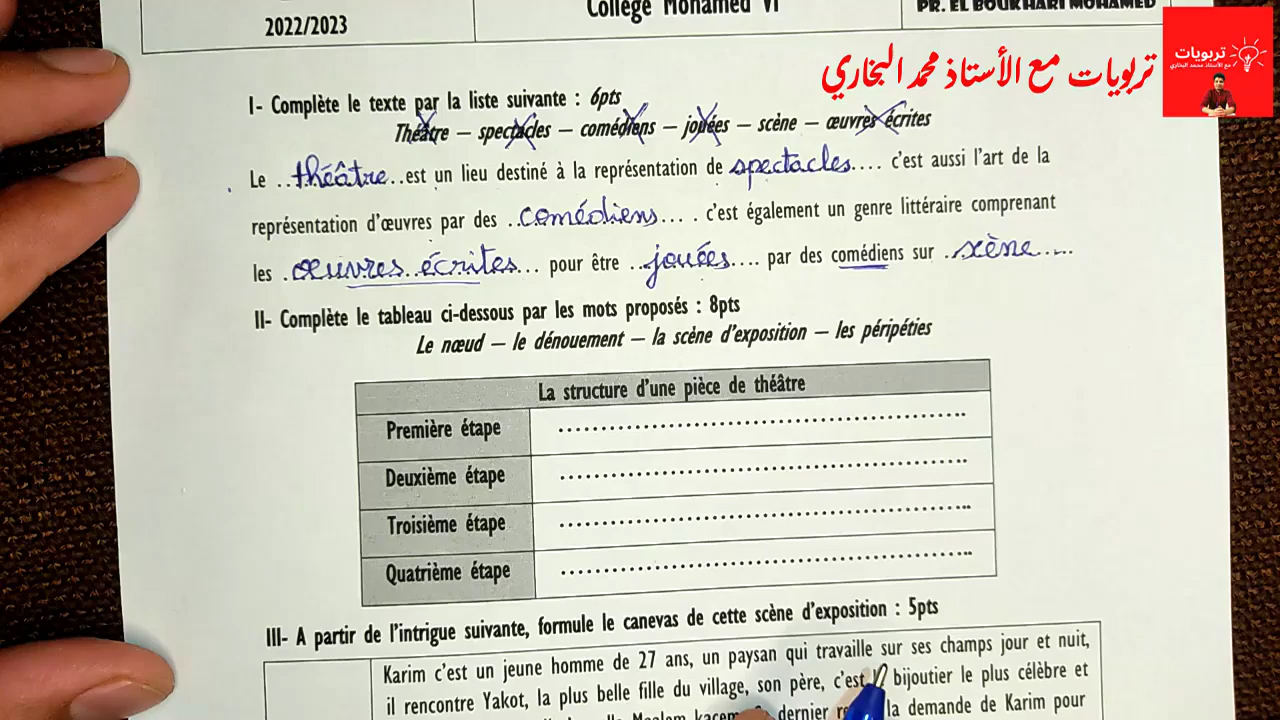 2022/2023
Collège Mohamed VI
PR. EL BOUKHARI MOHAMED
تربويات مع الأستاذ محمد البخاري
تربويات
مع الأستاذ محمد البخاري
I- Complète le texte par la liste suivante : 6pts
Théâtre – spectacles – comédiens – jouées – scène – œuvres écrites
Le ..théâtre..est un lieu destiné à la représentation de spectacles.... c'est aussi l'art de la
représentation d'œuvres par des ..comédiens.... . c'est également un genre littéraire comprenant
les .œuvres écrites... pour être ..jouées.... par des comédiens sur .scène....
II- Complète le tableau ci-dessous par les mots proposés : 8pts
Le nœud – le dénouement – la scène d'exposition – les péripéties
La structure d'une pièce de théâtre
Première étape
Deuxième étape
Troisième étape
Quatrième étape
III- A partir de l'intrigue suivante, formule le canevas de cette scène d'exposition : 5pts
Karim c'est un jeune homme de 27 ans, un paysan qui travaille sur ses champs jour et nuit,
il rencontre Yakot, la plus belle fille du village, son père, c'est bijoutier le plus célèbre et
dernier la demande de Karim pour